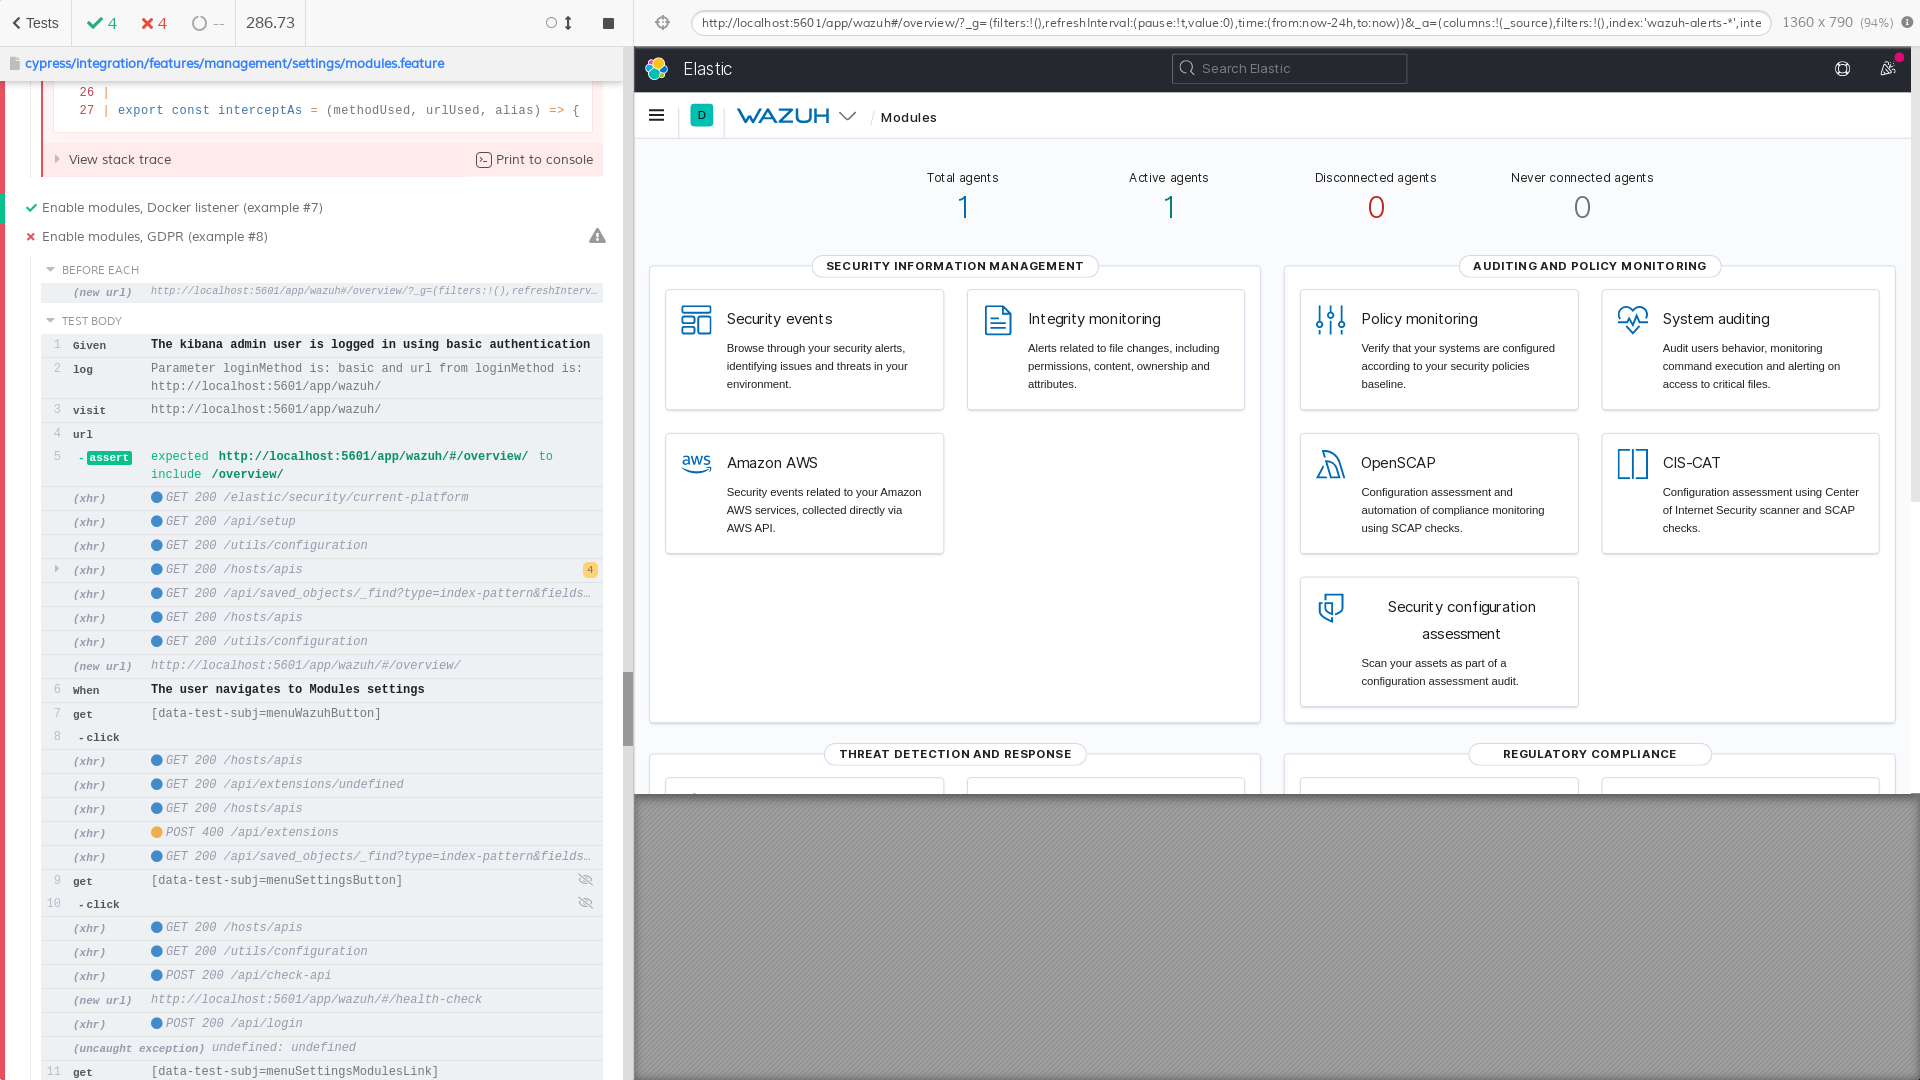 Tests
4
4
--
286.73
cypress/integration/features/management/settings/modules.feature
26 |
27 | export const interceptAs = (methodUsed, urlUsed, alias) => {
View stack trace
Print to console
Enable modules, Docker listener (example #7)
Enable modules, GDPR (example #8)
BEFORE EACH
(new url) http://localhost:5601/app/wazuh#/overview/?_g=(filters:!(),refreshInterv…
TEST BODY
1 Given The kibana admin user is logged in using basic authentication
2 log Parameter loginMethod is: basic and url from loginMethod is:
http://localhost:5601/app/wazuh/
3 visit http://localhost:5601/app/wazuh/
4 url
5 -assert expected http://localhost:5601/app/wazuh/#/overview/ to
include /overview/
(xhr) GET 200 /elastic/security/current-platform
(xhr) GET 200 /api/setup
(xhr) GET 200 /utils/configuration
(xhr) GET 200 /hosts/apis 4
(xhr) GET 200 /api/saved_objects/_find?type=index-pattern&fields…
(xhr) GET 200 /hosts/apis
(xhr) GET 200 /utils/configuration
(new url) http://localhost:5601/app/wazuh/#/overview/
6 When The user navigates to Modules settings
7 get [data-test-subj=menuWazuhButton]
8 -click
(xhr) GET 200 /hosts/apis
(xhr) GET 200 /api/extensions/undefined
(xhr) GET 200 /hosts/apis
(xhr) POST 400 /api/extensions
(xhr) GET 200 /api/saved_objects/_find?type=index-pattern&fields…
9 get [data-test-subj=menuSettingsButton]
10 -click
(xhr) GET 200 /hosts/apis
(xhr) GET 200 /utils/configuration
(xhr) POST 200 /api/check-api
(new url) http://localhost:5601/app/wazuh/#/health-check
(xhr) POST 200 /api/login
(uncaught exception) undefined: undefined
11 get [data-test-subj=menuSettingsModulesLink]
http://localhost:5601/app/wazuh#/overview/?_g=(filters:!(),refreshInterval:(pause:!t,value:0),time:(from:now-24h,to:now))&_a=(columns:!(_source),filters:!(),index:'wazuh-alerts-*',inte
1360 x 790 (94%)
Elastic
Search Elastic
D
WAZUH
/ Modules
Total agents
1
Active agents
1
Disconnected agents
0
Never connected agents
0
SECURITY INFORMATION MANAGEMENT
Security events
Browse through your security alerts,
identifying issues and threats in your
environment.
Integrity monitoring
Alerts related to file changes, including
permissions, content, ownership and
attributes.
aws
Amazon AWS
Security events related to your Amazon
AWS services, collected directly via
AWS API.
AUDITING AND POLICY MONITORING
Policy monitoring
Verify that your systems are configured
according to your security policies
baseline.
System auditing
Audit users behavior, monitoring
command execution and alerting on
access to critical files.
OpenSCAP
Configuration assessment and
automation of compliance monitoring
using SCAP checks.
CIS-CAT
Configuration assessment using Center
of Internet Security scanner and SCAP
checks.
Security configuration
assessment
Scan your assets as part of a
configuration assessment audit.
THREAT DETECTION AND RESPONSE
REGULATORY COMPLIANCE